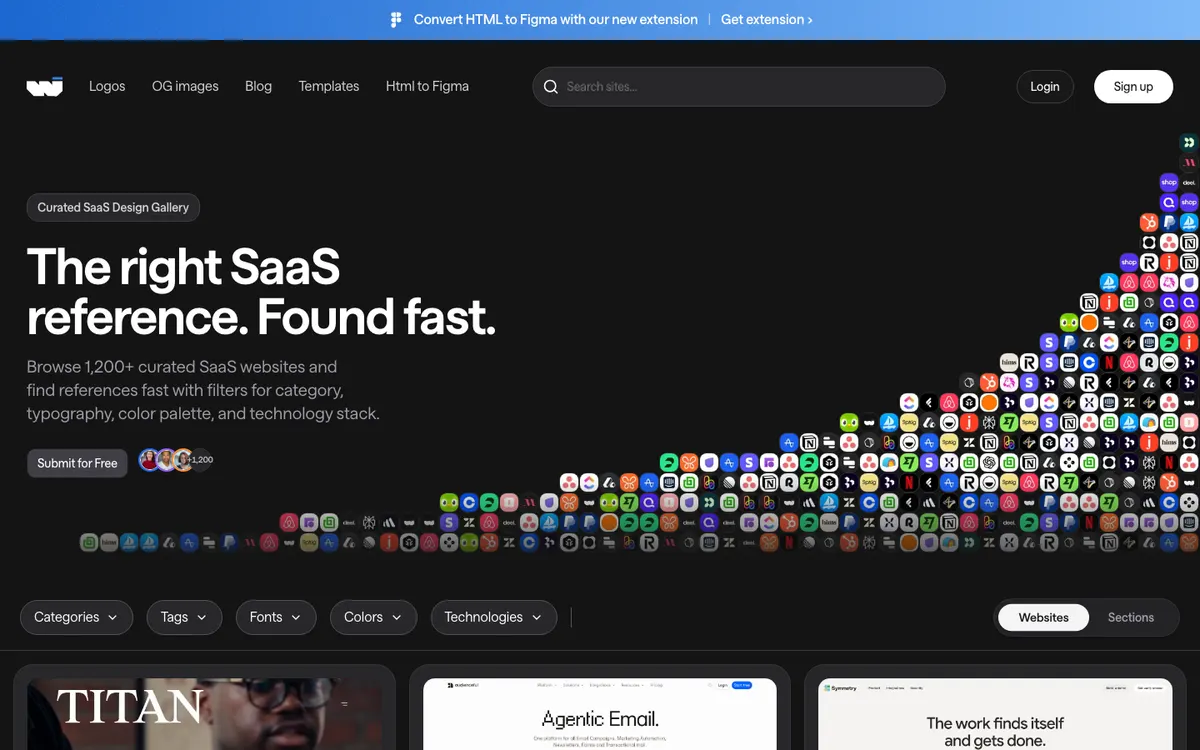 Convert HTML to Figma with our new extension | Get extension ›
Logos OG images Blog Templates Html to Figma Search sites... Login Sign up
Curated SaaS Design Gallery
The right SaaS
reference. Found fast.
Browse 1,200+ curated SaaS websites and
find references fast with filters for category,
typography, color palette, and technology stack.
Submit for Free +1,200
Categories Tags Fonts Colors Technologies Websites Sections
TITAN
Agentic Email.
Symmetry
The work finds itself
and gets done.